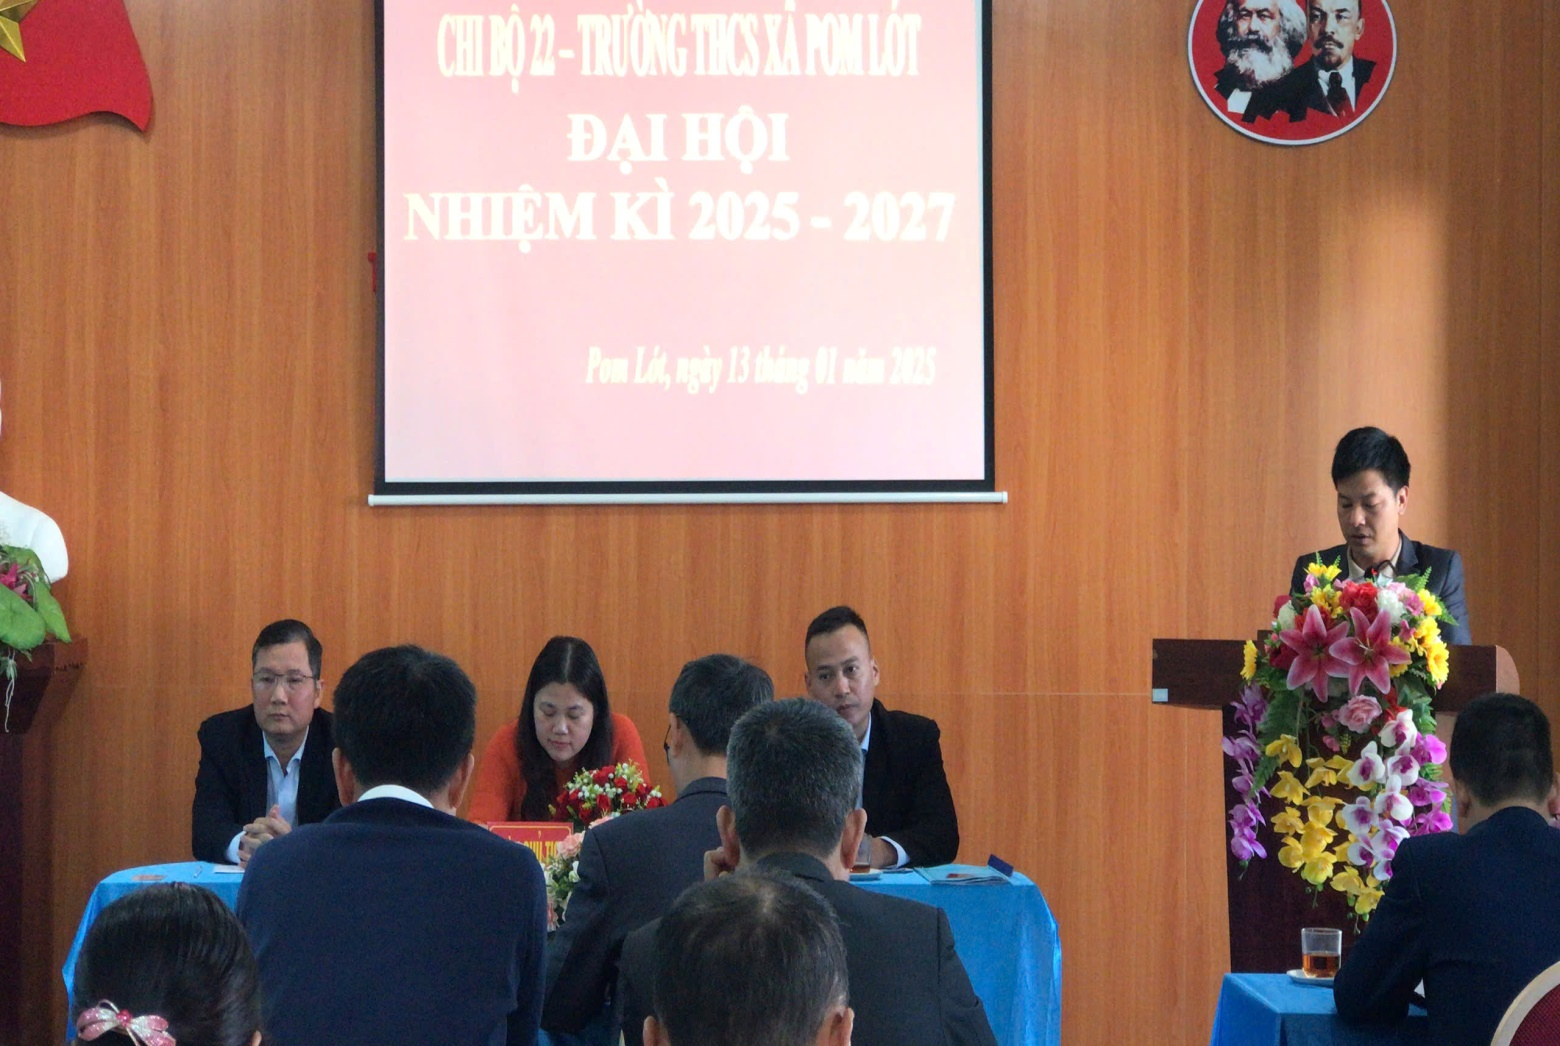 CHI BỘ 22 - TRƯỜNG THCS XÃ POM LÓT
ĐẠI HỘI
NHIỆM KÌ 2025 - 2027
Pom Lót, ngày 13 tháng 01 năm 2025